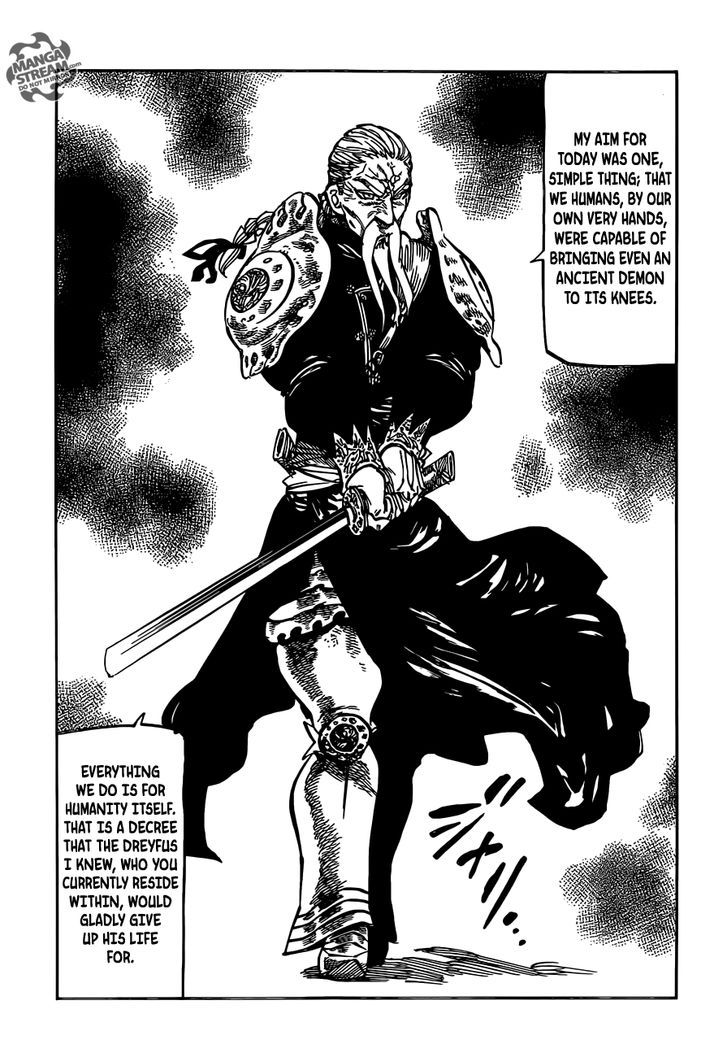 MANGA
STREAM.com
DO NOT MIRROR
MY AIM FOR
TODAY WAS ONE,
SIMPLE THING; THAT
WE HUMANS, BY OUR
OWN VERY HANDS,
WERE CAPABLE OF
BRINGING EVEN AN
ANCIENT DEMON
TO ITS KNEES.
EVERYTHING
WE DO IS FOR
HUMANITY ITSELF.
THAT IS A DECREE
THAT THE DREYFUS
I KNEW, WHO YOU
CURRENTLY RESIDE
WITHIN, WOULD
GLADLY GIVE
UP HIS LIFE
FOR.